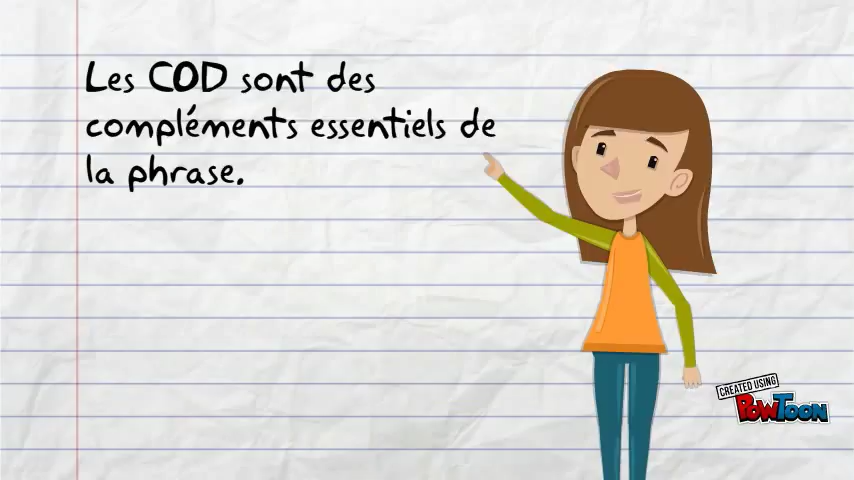 Les COD sont des
compléments essentiels de
la phrase.
CREATED USING
POWTOON